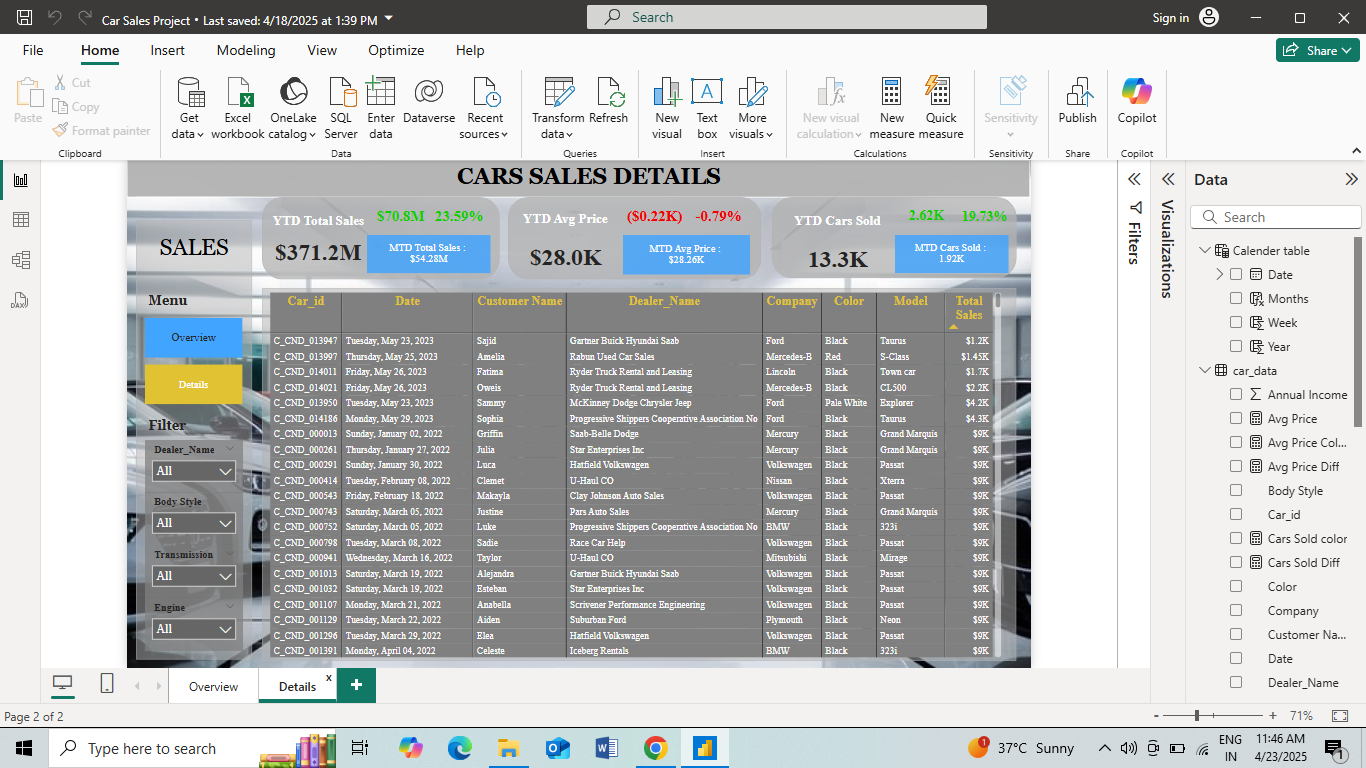 Car Sales Project • Last saved: 4/18/2025 at 1:39 PM
Search
Sign in
File Home Insert Modeling View Optimize Help
Share
Paste
Cut
Copy
Format painter
Clipboard
Get data
Excel workbook
OneLake catalog
SQL Server
Enter data
Dataverse
Recent sources
Data
Transform data
Refresh
Queries
New visual
Text box
More visuals
Insert
New visual calculation
New measure
Quick measure
Calculations
Sensitivity
Sensitivity
Publish
Share
Copilot
Copilot
CARS SALES DETAILS
SALES
YTD Total Sales $70.8M 23.59%
$371.2M
MTD Total Sales :
$54.28M
YTD Avg Price ($0.22K) -0.79%
$28.0K
MTD Avg Price :
$28.26K
YTD Cars Sold 2.62K 19.73%
13.3K
MTD Cars Sold :
1.92K
Menu
Overview
Details
Filter
Dealer_Name
All
Body Style
All
Transmission
All
Engine
All
Car_id Date Customer Name Dealer_Name Company Color Model Total Sales
C_CND_013947 Tuesday, May 23, 2023 Sajid Gartner Buick Hyundai Saab Ford Black Taurus $1.2K
C_CND_013997 Thursday, May 25, 2023 Amelia Rabun Used Car Sales Mercedes-B Red S-Class $1.45K
C_CND_014011 Friday, May 26, 2023 Fatima Ryder Truck Rental and Leasing Lincoln Black Town car $1.7K
C_CND_014021 Friday, May 26, 2023 Oweis Ryder Truck Rental and Leasing Mercedes-B Black CL500 $2.2K
C_CND_013950 Tuesday, May 23, 2023 Sammy McKinney Dodge Chrysler Jeep Ford Pale White Explorer $4.2K
C_CND_014186 Monday, May 29, 2023 Sophia Progressive Shippers Cooperative Association No Ford Black Taurus $4.3K
C_CND_000013 Sunday, January 02, 2022 Griffin Saab-Belle Dodge Mercury Black Grand Marquis $9K
C_CND_000261 Thursday, January 27, 2022 Julia Star Enterprises Inc Mercury Black Grand Marquis $9K
C_CND_000291 Sunday, January 30, 2022 Luca Hatfield Volkswagen Volkswagen Black Passat $9K
C_CND_000414 Tuesday, February 08, 2022 Clemet U-Haul CO Nissan Black Xterra $9K
C_CND_000543 Friday, February 18, 2022 Makayla Clay Johnson Auto Sales Volkswagen Black Passat $9K
C_CND_000743 Saturday, March 05, 2022 Justine Pars Auto Sales Mercury Black Grand Marquis $9K
C_CND_000752 Saturday, March 05, 2022 Luke Progressive Shippers Cooperative Association No BMW Black 323i $9K
C_CND_000798 Tuesday, March 08, 2022 Sadie Race Car Help Volkswagen Black Passat $9K
C_CND_000941 Wednesday, March 16, 2022 Taylor U-Haul CO Mitsubishi Black Mirage $9K
C_CND_001013 Saturday, March 19, 2022 Alejandra Gartner Buick Hyundai Saab Volkswagen Black Passat $9K
C_CND_001032 Saturday, March 19, 2022 Esteban Star Enterprises Inc Volkswagen Black Passat $9K
C_CND_001107 Monday, March 21, 2022 Anabella Scrivener Performance Engineering Volkswagen Black Passat $9K
C_CND_001129 Tuesday, March 22, 2022 Aiden Suburban Ford Plymouth Black Neon $9K
C_CND_001296 Tuesday, March 29, 2022 Elea Hatfield Volkswagen Volkswagen Black Passat $9K
C_CND_001391 Monday, April 04, 2022 Celeste Iceberg Rentals BMW Black 323i $9K
Filters
Visualizations
Data
Search
Calender table
Date
Months
Week
Year
car_data
Annual Income
Avg Price
Avg Price Col...
Avg Price Diff
Body Style
Car_id
Cars Sold color
Cars Sold Diff
Color
Company
Customer Na...
Date
Dealer_Name
DAX
Overview
Details x
+
Page 2 of 2
- + 71%
Type here to search
1
37°C Sunny
ENG
IN
11:46 AM
4/23/2025
1